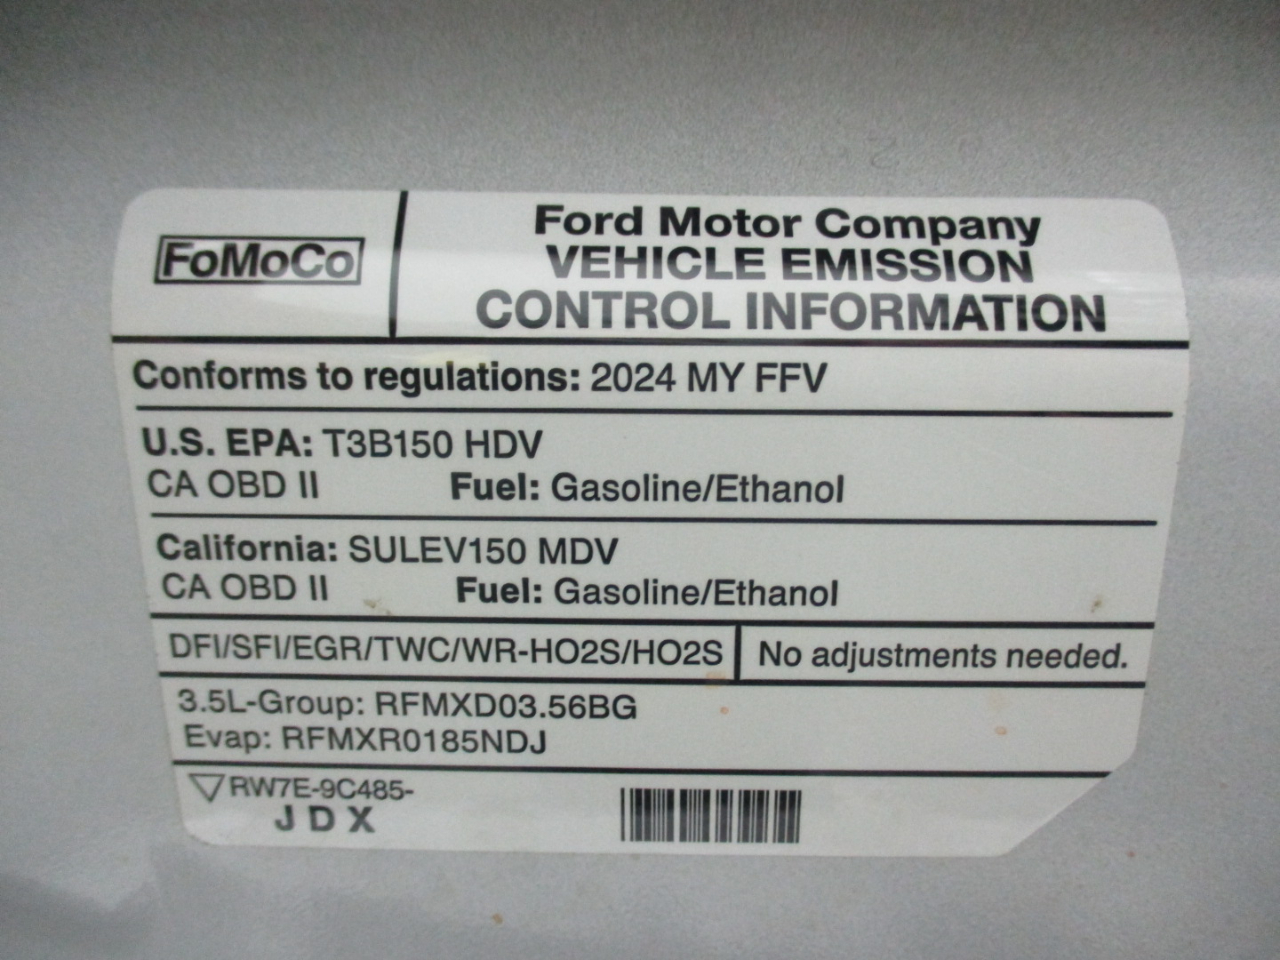 FoMoCo
Ford Motor Company
VEHICLE EMISSION
CONTROL INFORMATION
Conforms to regulations: 2024 MY FFV
U.S. EPA: T3B150 HDV
CA OBD II Fuel: Gasoline/Ethanol
California: SULEV150 MDV
CA OBD II Fuel: Gasoline/Ethanol
DFI/SFI/EGR/TWC/WR-HO2S/HO2S No adjustments needed.
3.5L-Group: RFMXD03.56BG
Evap: RFMXR0185NDJ
RW7E-9C485-
JDX